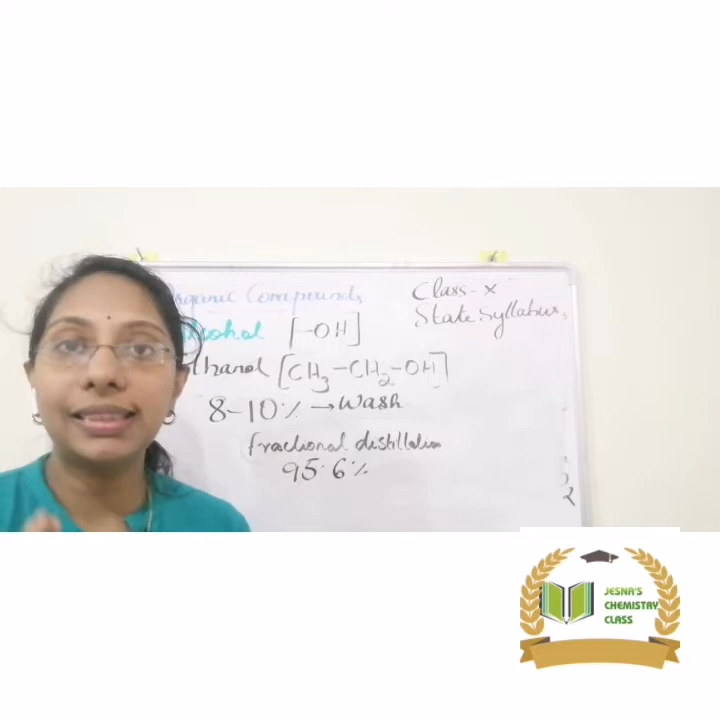 Organic Compounds
Alcohol [-OH]
Ethanol [CH3-CH2-OH]
8-10% → Wash
fractional distillation
95.6%
Class-X
State Syllabus
JESNA'S
CHEMISTRY
CLASS